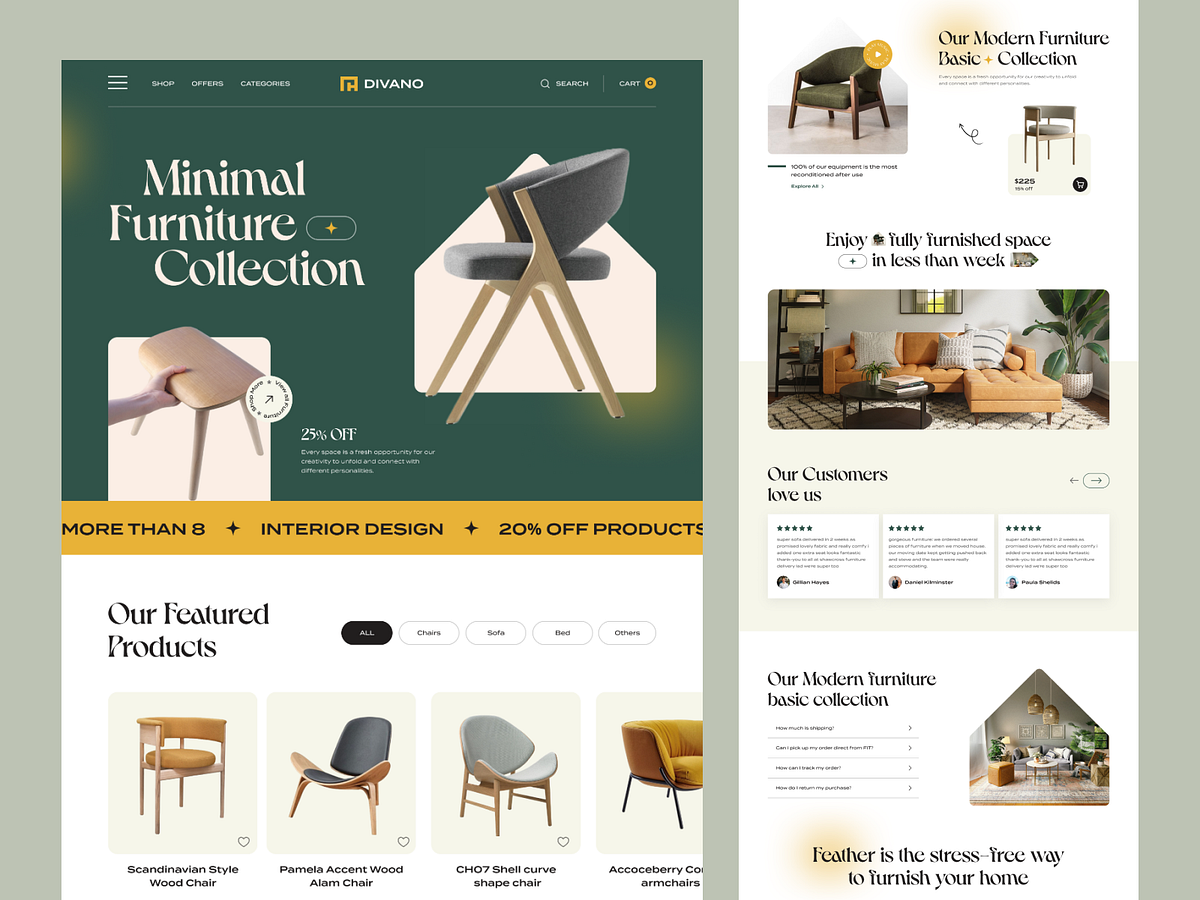 SHOP OFFERS CATEGORIES
DIVANO
SEARCH
CART 0
Minimal
Furniture
Collection
Shop More
View all Furniture
25% OFF
Every space is a fresh opportunity for our
creativity to unfold and connect with
different personalities.
MORE THAN 8 INTERIOR DESIGN 20% OFF PRODUCTS
Our Featured
Products
ALL
Chairs
Sofa
Bed
Others
Scandinavian Style
Wood Chair
Pamela Accent Wood
Alam Chair
CHO7 Shell curve
shape chair
Accoceberry Co
armchairs
100% of our equipment is the most
reconditioned after use
Explore All
Our Modern Furniture
Basic Collection
Every space is a fresh opportunity for our creativity to unfold
and connect with different personalities.
$225
15% off
Enjoy fully furnished space
in less than week
Our Customers
love us
super sofa delivered in 2 weeks as
promised lovely fabric and really comfy i
added one extra seat looks fantastic
thank-you to all at shawcross furniture
delivery led were super too
Gillian Hayes
gorgeous furniture: we ordered several
pieces of furniture when we moved house,
our moving date kept getting pushed back
and steve and the team were really
accommodating.
Daniel Kilminster
super sofa delivered in 2 weeks as
promised lovely fabric and really comfy i
added one extra seat looks fantastic
thank-you to all at shawcross furniture
delivery led were super too
Paula Shellds
Our Modern furniture
basic collection
How much is shipping?
Can I pick up my order direct from FIT?
How can I track my order?
How do I return my purchase?
Feather is the stress-free way
to furnish your home